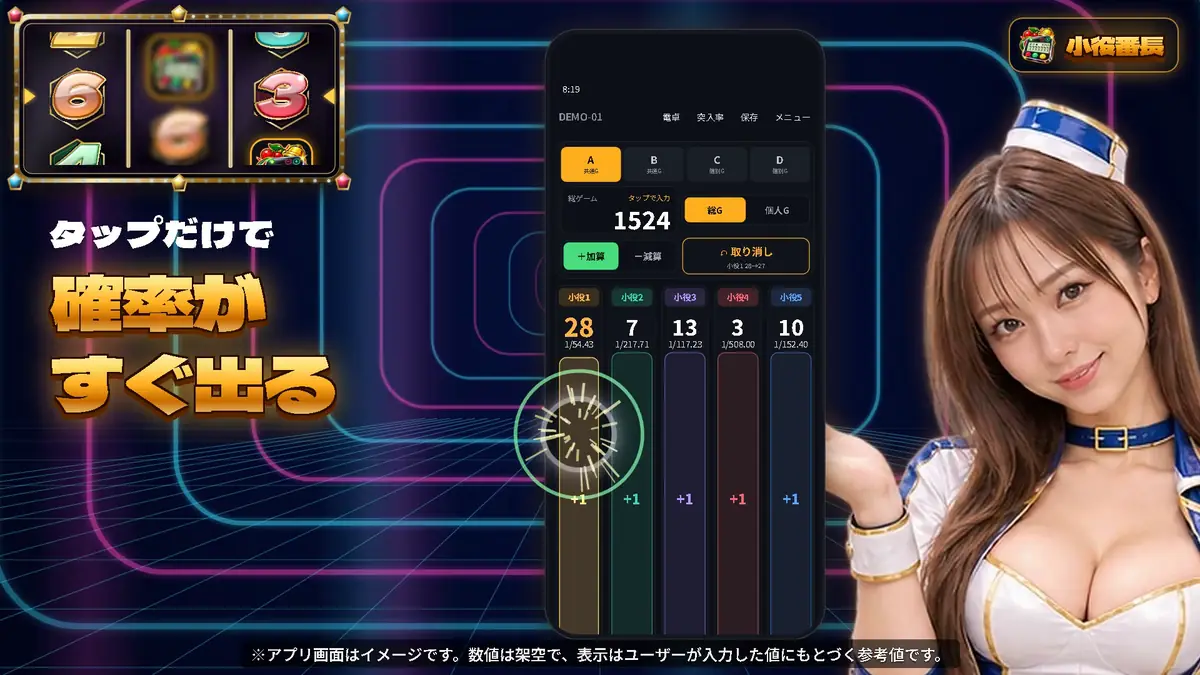 小役番長
6
3
タップだけで
確率が
すぐ出る
8:19
DEMO-01 電卓 突入率 保存 メニュー
A B C D
共通G 共通G 個別G 個別G
総ゲーム タップで入力
1524 総G 個人G
+加算 −減算 取り消し
小役1 28→27
小役1 小役2 小役3 小役4 小役5
28 7 13 3 10
1/54.43 1/217.71 1/117.23 1/508.00 1/152.40
+1 +1 +1 +1 +1
※アプリ画面はイメージです。数値は架空で、表示はユーザーが入力した値にもとづく参考値です。